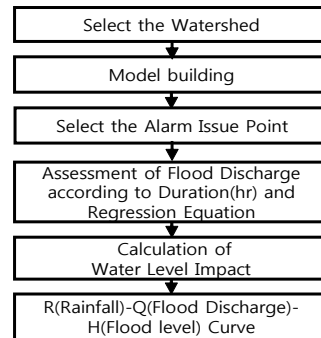 Select the Watershed
Model building
Select the Alarm Issue Point
Assessment of Flood Discharge
according to Duration(hr) and
Regression Equation
Calculation of
Water Level Impact
R(Rainfall)-Q(Flood Discharge)-
H(Flood level) Curve